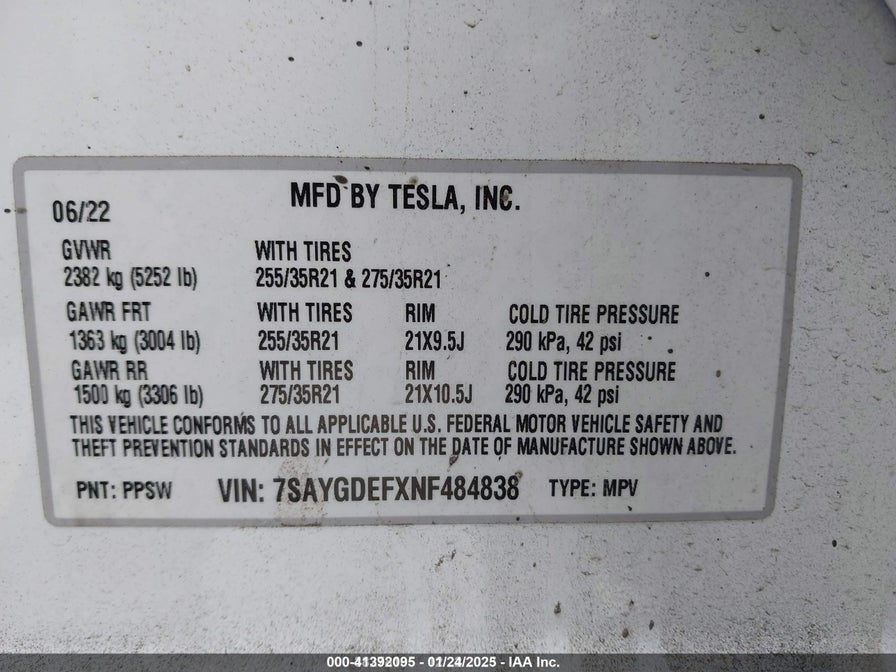 MFD BY TESLA, INC.
06/22
GVWR WITH TIRES
2382 kg (5252 lb) 255/35R21 & 275/35R21
GAWR FRT WITH TIRES RIM COLD TIRE PRESSURE
1363 kg (3004 lb) 255/35R21 21X9.5J 290 kPa, 42 psi
GAWR RR WITH TIRES RIM COLD TIRE PRESSURE
1500 kg (3306 lb) 275/35R21 21X10.5J 290 kPa, 42 psi
THIS VEHICLE CONFORMS TO ALL APPLICABLE U.S. FEDERAL MOTOR VEHICLE SAFETY AND
THEFT PREVENTION STANDARDS IN EFFECT ON THE DATE OF MANUFACTURE SHOWN ABOVE.
PNT: PPSW VIN: 7SAYGDEFXNF484838 TYPE: MPV
000-41392095 - 01/24/2025 - IAA Inc.